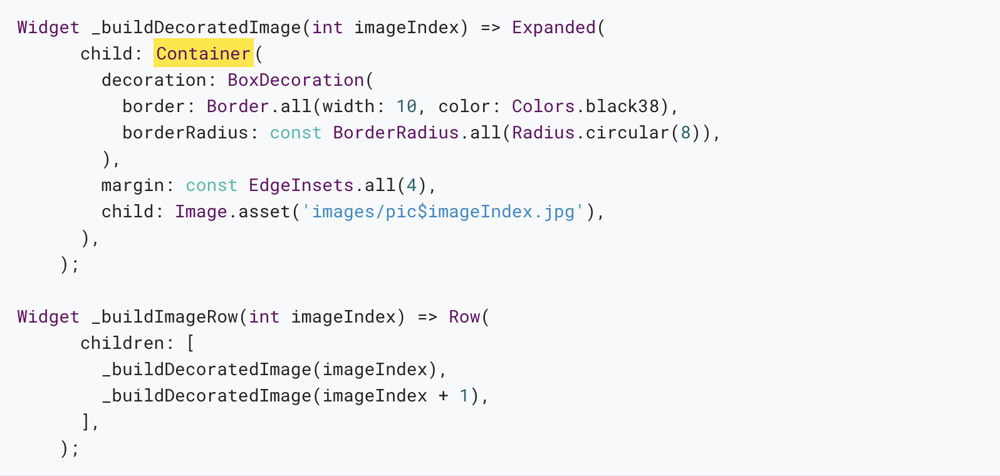 Widget _buildDecoratedImage(int imageIndex) => Expanded(
      child: Container(
        decoration: BoxDecoration(
          border: Border.all(width: 10, color: Colors.black38),
          borderRadius: const BorderRadius.all(Radius.circular(8)),
        ),
        margin: const EdgeInsets.all(4),
        child: Image.asset('images/pic$imageIndex.jpg'),
      ),
    );

Widget _buildImageRow(int imageIndex) => Row(
      children: [
        _buildDecoratedImage(imageIndex),
        _buildDecoratedImage(imageIndex + 1),
      ],
    );